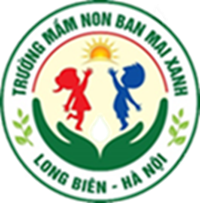 TRƯỜNG MẦM NON BAN MAI XANH
LONG BIÊN - HÀ NỘI